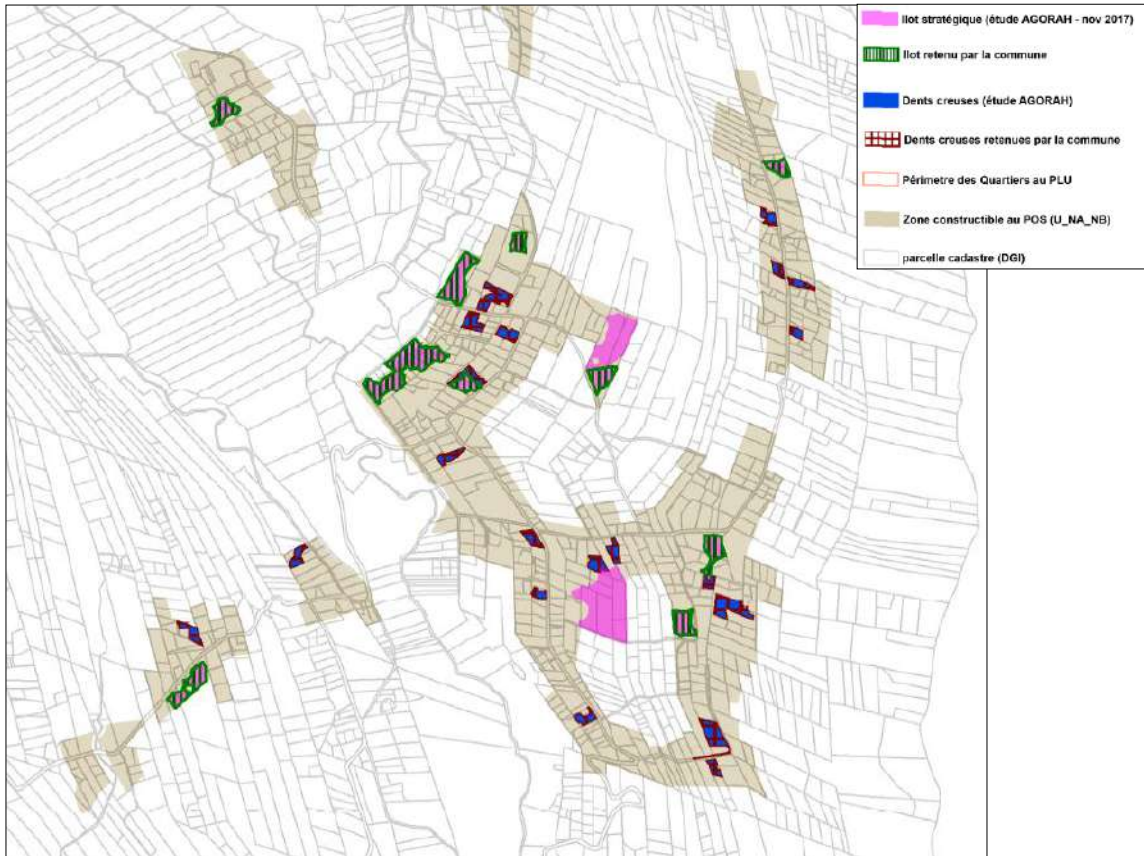 Ilot stratégique (étude AGORAH - nov 2017)
Ilot retenu par la commune
Dents creuses (étude AGORAH)
Dents creuses retenues par la commune
Périmetre des Quartiers au PLU
Zone constructible au POS (U_NA_NB)
parcelle cadastre (DGI)